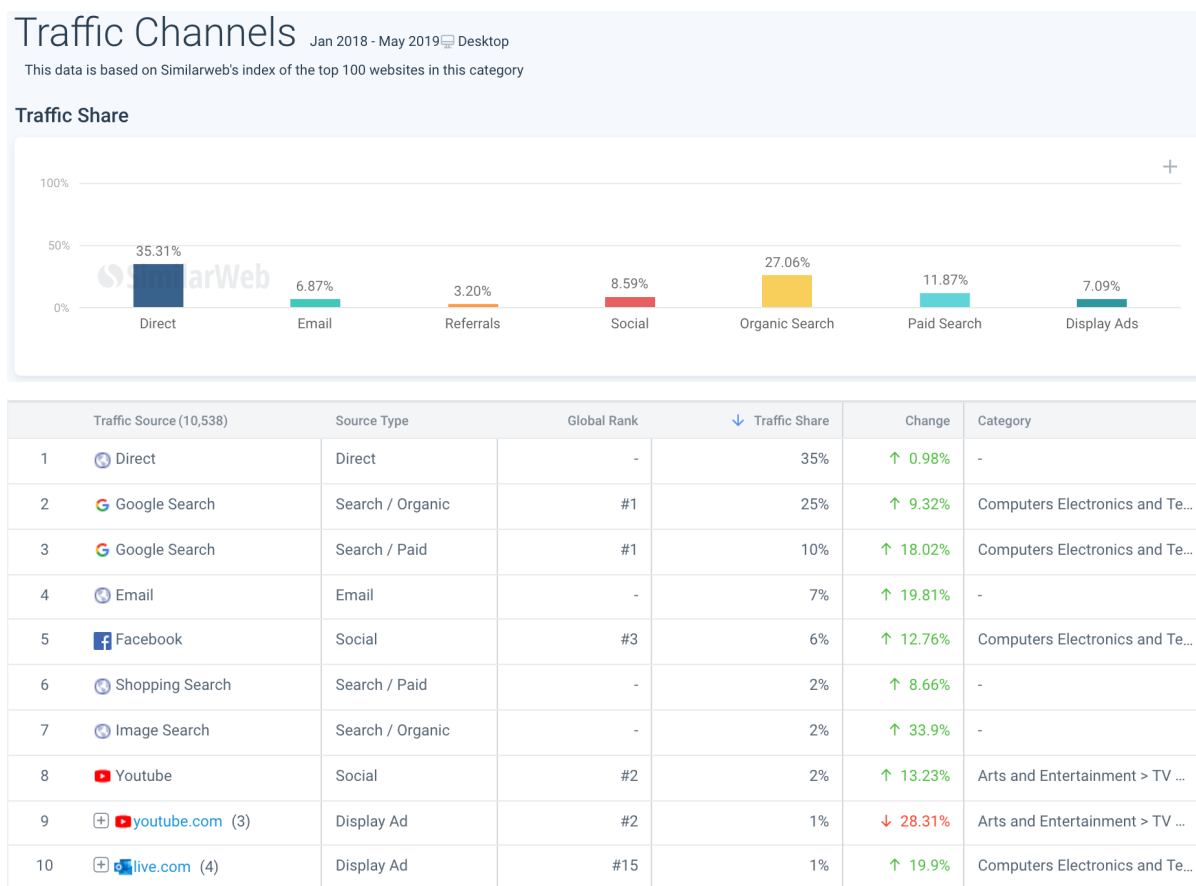 Traffic Channels Jan 2018 - May 2019 Desktop
This data is based on Similarweb's index of the top 100 websites in this category
Traffic Share
+
100%
50%
0%
35.31% 6.87% 3.20% 8.59% 27.06% 11.87% 7.09%
SimilarWeb
Direct Email Referrals Social Organic Search Paid Search Display Ads
Traffic Source (10,538) Source Type Global Rank ↓ Traffic Share Change Category
1 Direct Direct - 35% ↑ 0.98% -
2 Google Search Search / Organic #1 25% ↑ 9.32% Computers Electronics and Te...
3 Google Search Search / Paid #1 10% ↑ 18.02% Computers Electronics and Te...
4 Email Email - 7% ↑ 19.81% -
5 Facebook Social #3 6% ↑ 12.76% Computers Electronics and Te...
6 Shopping Search Search / Paid - 2% ↑ 8.66% -
7 Image Search Search / Organic - 2% ↑ 33.9% -
8 Youtube Social #2 2% ↑ 13.23% Arts and Entertainment > TV ...
9 youtube.com (3) Display Ad #2 1% ↓ 28.31% Arts and Entertainment > TV ...
10 live.com (4) Display Ad #15 1% ↑ 19.9% Computers Electronics and Te...